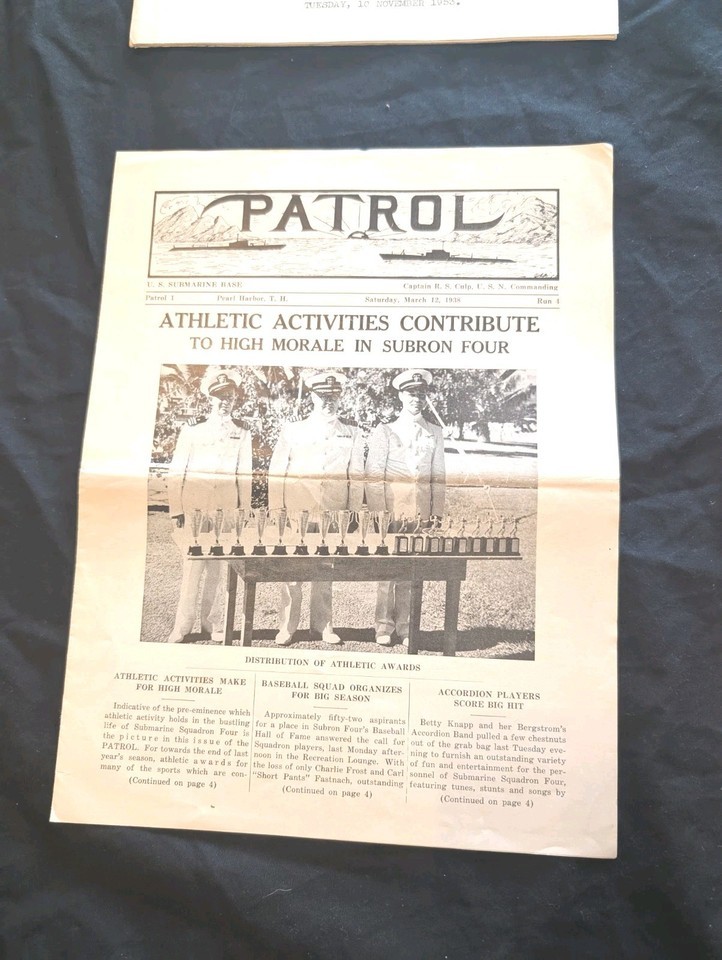 TUESDAY, 10 NOVEMBER 1953.
PATROL
U. S. SUBMARINE BASE Captain R. S. Culp, U. S. N. Commanding
Patrol 1 Pearl Harbor, T. H. Saturday, March 12, 1938 Run 4
ATHLETIC ACTIVITIES CONTRIBUTE
TO HIGH MORALE IN SUBRON FOUR
DISTRIBUTION OF ATHLETIC AWARDS
ATHLETIC ACTIVITIES MAKE
FOR HIGH MORALE
Indicative of the pre-eminence which
athletic activity holds in the bustling
life of Submarine Squadron Four is
the picture in this issue of the
PATROL. For towards the end of last
year's season, athletic awards for
many of the sports which are con-
(Continued on page 4)
BASEBALL SQUAD ORGANIZES
FOR BIG SEASON
Approximately fifty-two aspirants
for a place in Subron Four's Baseball
Hall of Fame answered the call for
Squadron players, last Monday after-
noon in the Recreation Lounge. With
the loss of only Charlie Frost and Carl
"Short Pants" Fastnach, outstanding
(Continued on page 4)
ACCORDION PLAYERS
SCORE BIG HIT
Betty Knapp and her Bergstrom's
Accordion Band pulled a few chestnuts
out of the grab bag last Tuesday eve-
ning to furnish an outstanding variety
of fun and entertainment for the per-
sonnel of Submarine Squadron Four,
featuring tunes, stunts and songs by
(Continued on page 4)